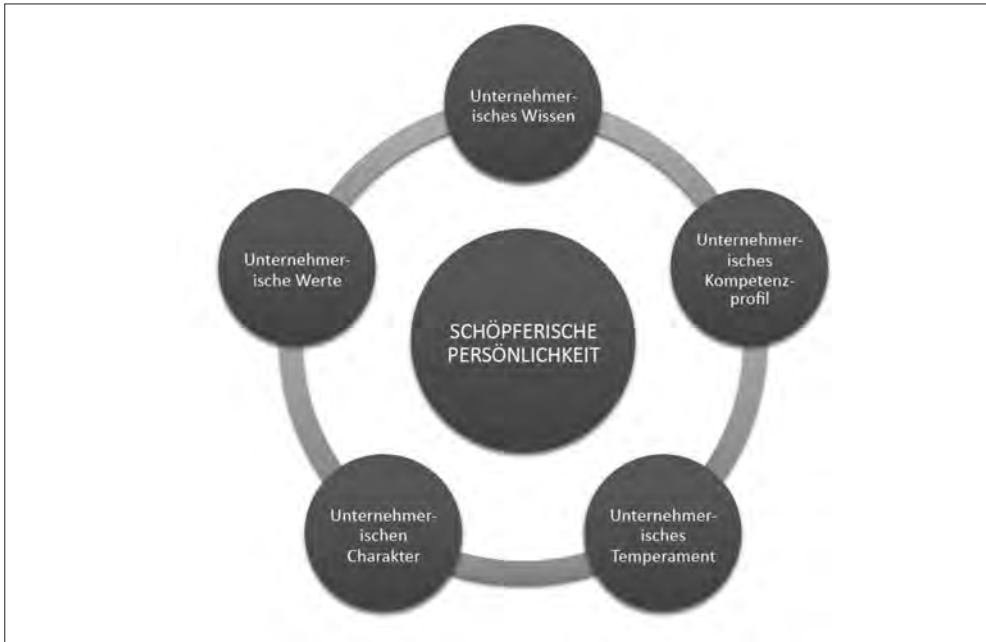 Unternehmer-
isches Wissen
Unternehmer-
isches
Kompetenz-
profil
Unternehmer-
isches
Temperament
Unternehmer-
ischen
Charakter
Unternehmer-
ische Werte
SCHÖPFERISCHE
PERSÖNLICHKEIT